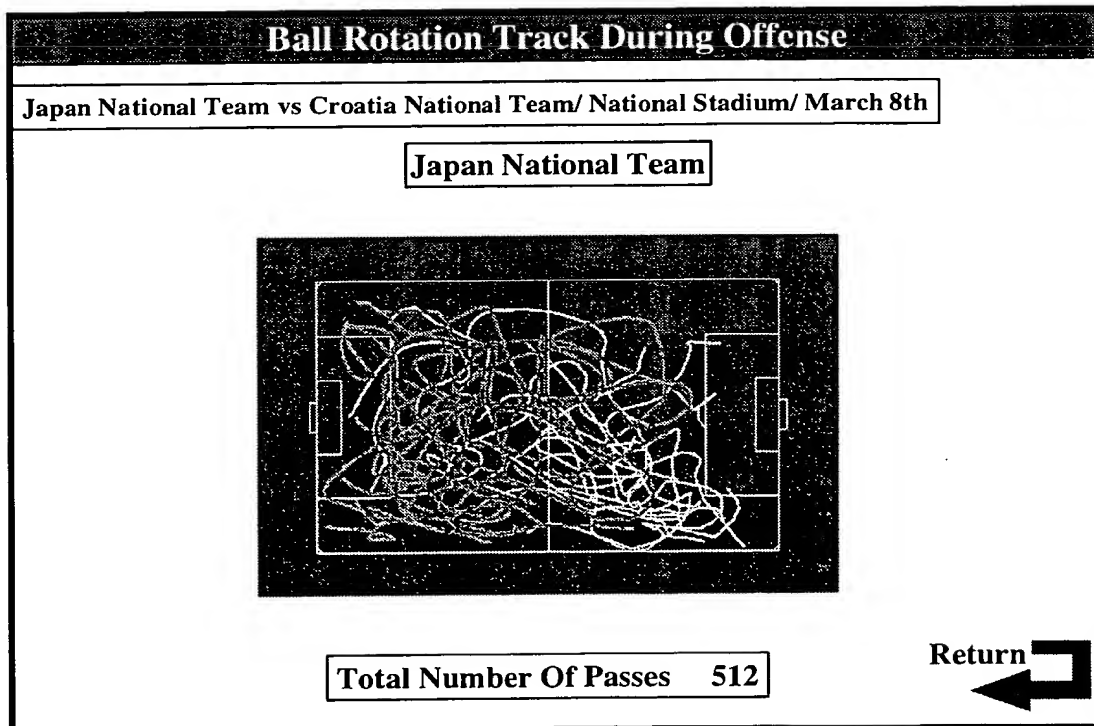 Ball Rotation Track During Offense
Japan National Team vs Croatia National Team/ National Stadium/ March 8th
Japan National Team
Total Number Of Passes 512
Return